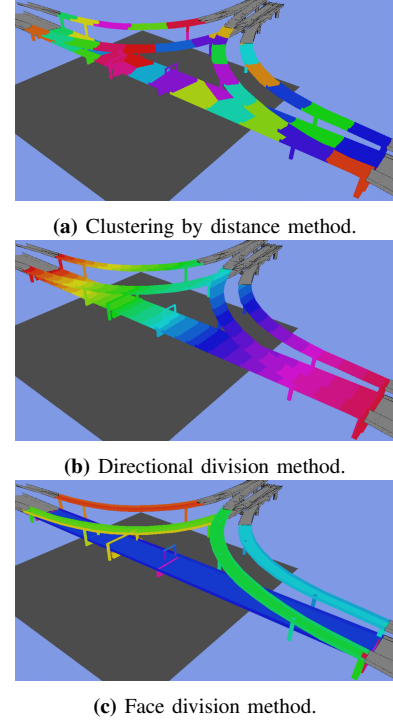 (a) Clustering by distance method.
(b) Directional division method.
(c) Face division method.